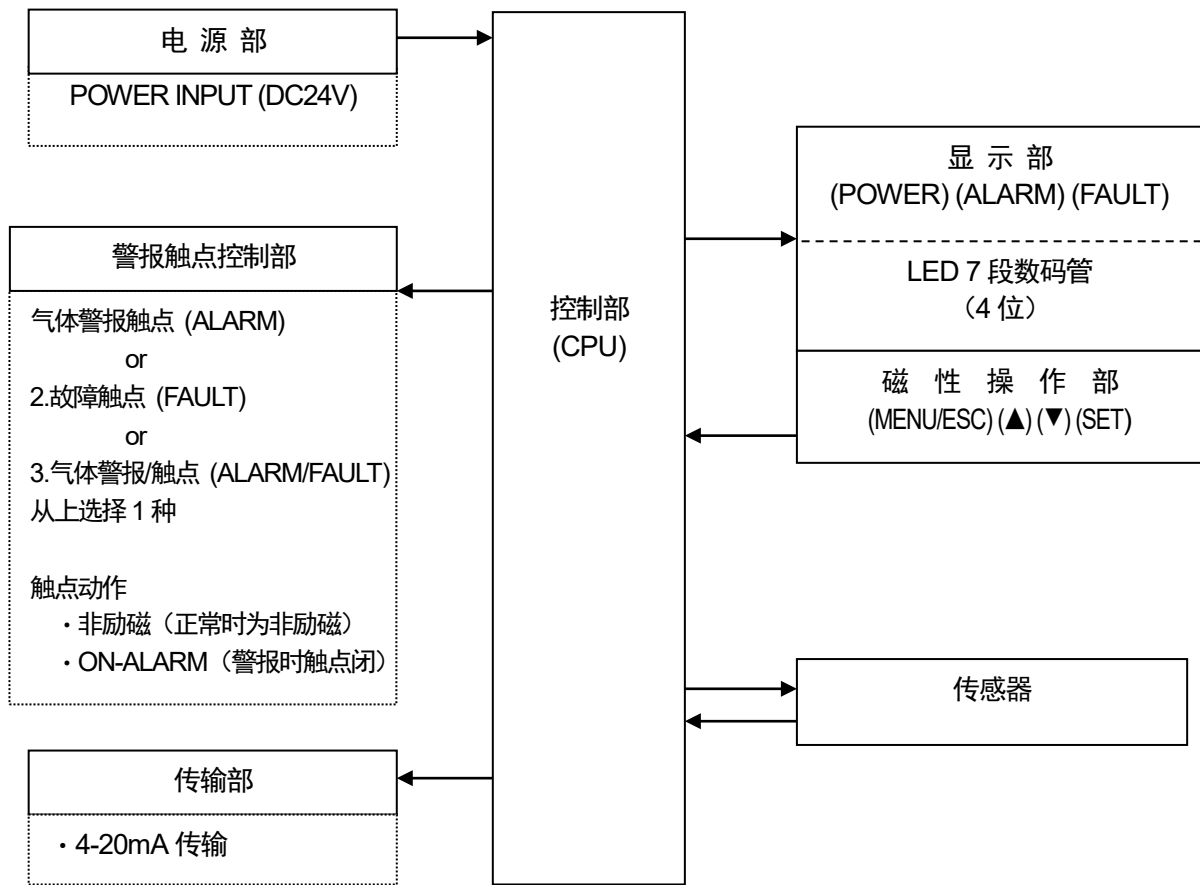 电 源 部
POWER INPUT (DC24V)
警报触点控制部
气体警报触点 (ALARM)
or
2.故障触点 (FAULT)
or
3.气体警报/触点 (ALARM/FAULT)
从上选择 1 种
触点动作
・非励磁（正常时为非励磁）
・ON-ALARM（警报时触点闭）
传输部
・4-20mA 传输
控制部
(CPU)
显 示 部
(POWER) (ALARM) (FAULT)
LED 7 段数码管
（4 位）
磁 性 操 作 部
(MENU/ESC) (▲) (▼) (SET)
传感器